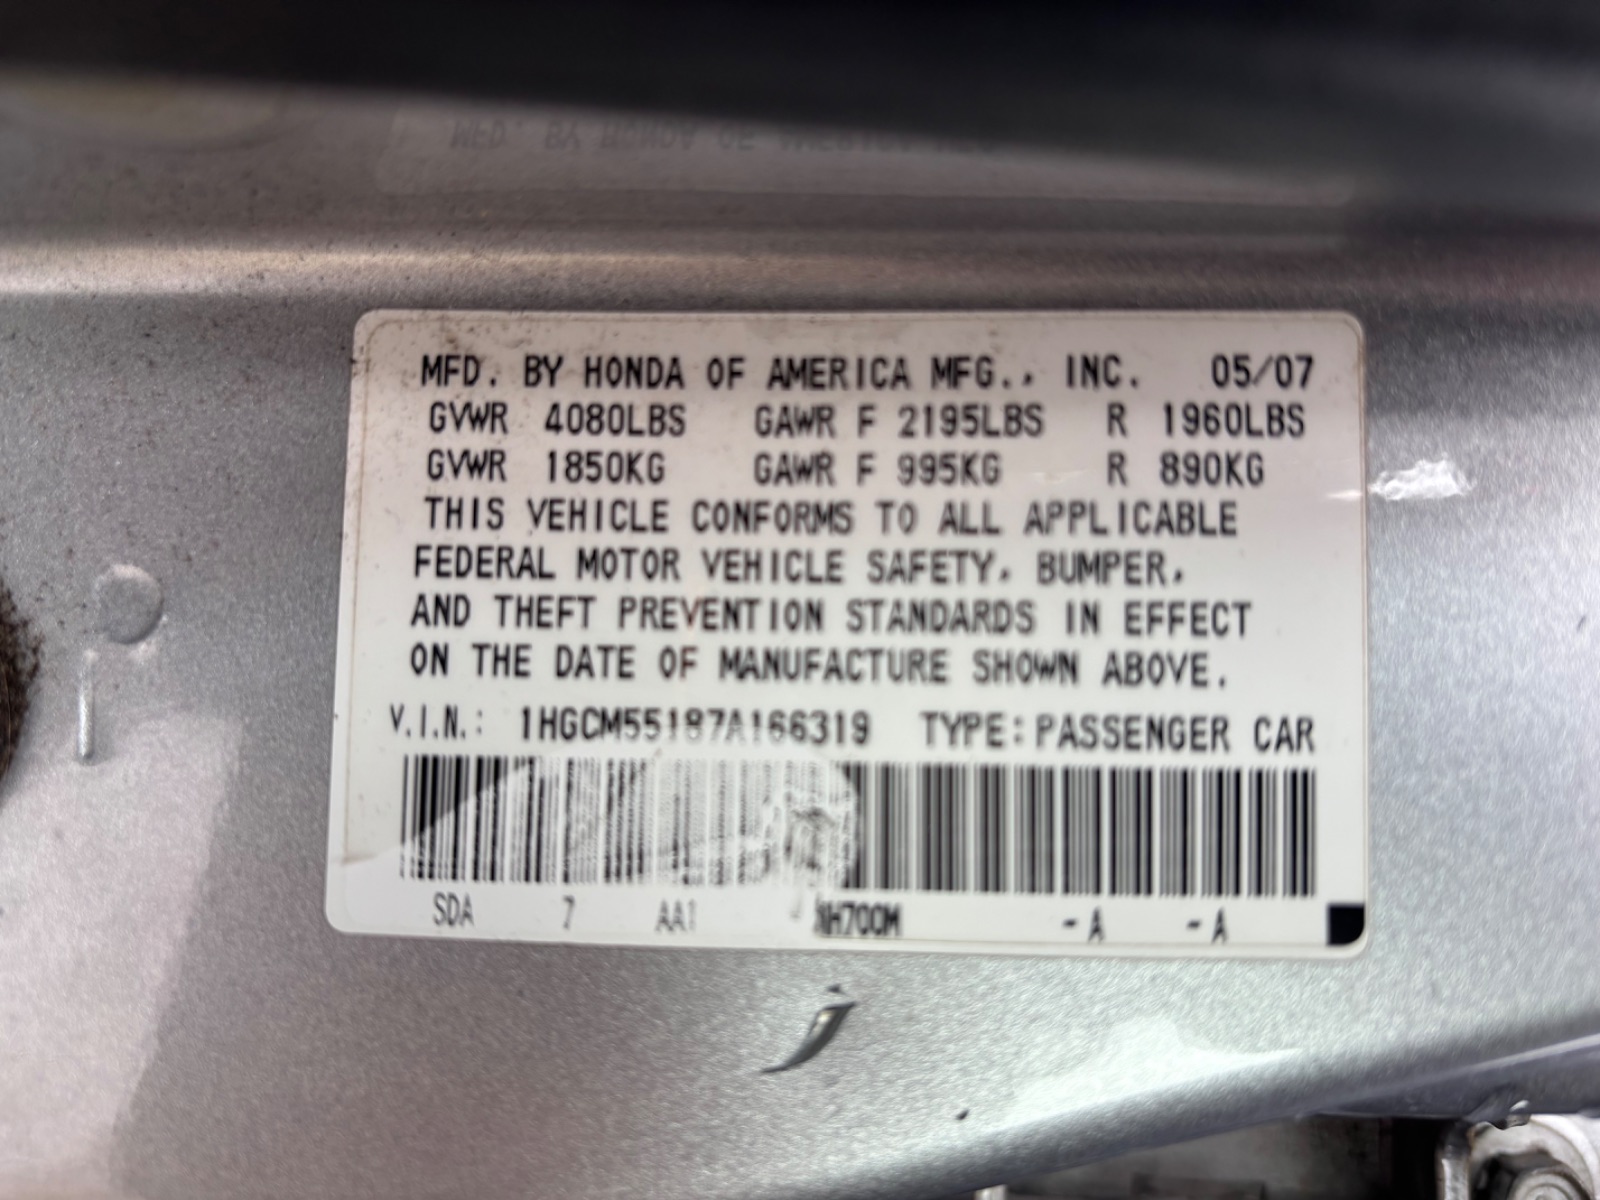 MFD. BY HONDA OF AMERICA MFG., INC. 05/07
GVWR 4080LBS GAWR F 2195LBS R 1960LBS
GVWR 1850KG GAWR F 995KG R 890KG
THIS VEHICLE CONFORMS TO ALL APPLICABLE
FEDERAL MOTOR VEHICLE SAFETY, BUMPER,
AND THEFT PREVENTION STANDARDS IN EFFECT
ON THE DATE OF MANUFACTURE SHOWN ABOVE.
V.I.N.: 1HGCM55187A166319 TYPE: PASSENGER CAR
SDA 7 AA1 NH700M -A -A